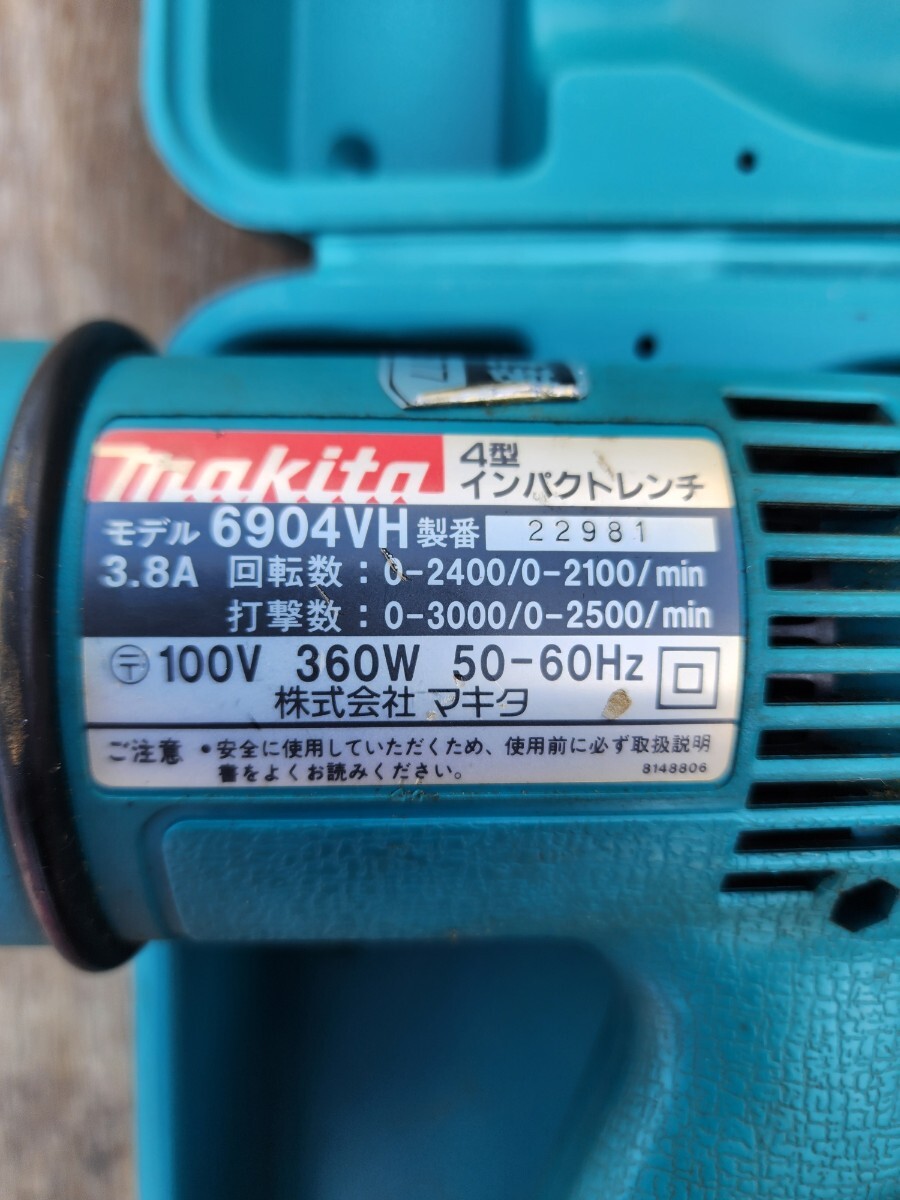 makita
4型
インパクトレンチ
モデル 6904VH 製番 22981
3.8A 回転数：0-2400/0-2100/min
打撃数：0-3000/0-2500/min
100V 360W 50-60Hz
株式会社 マキタ
ご注意 •安全に使用していただくため、使用前に必ず取扱説明
書をよくお読みください。
8148806